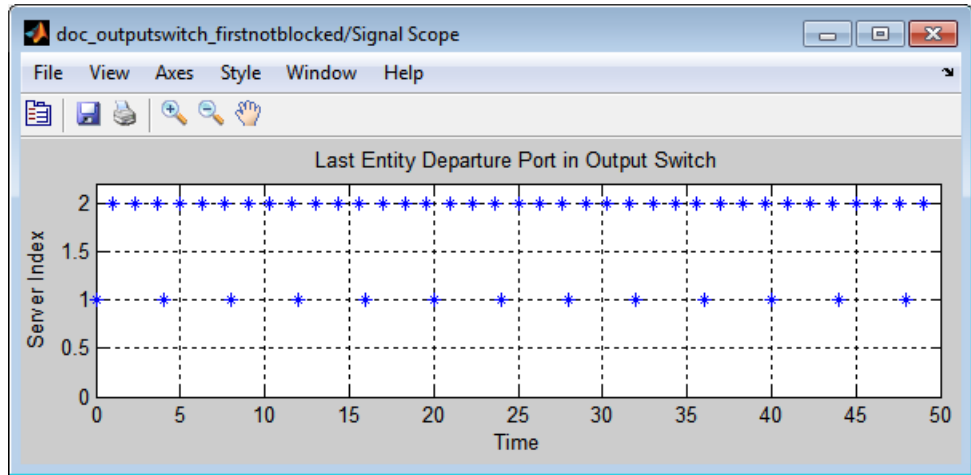 doc_outputswitch_firstnotblocked/Signal Scope
File View Axes Style Window Help
Last Entity Departure Port in Output Switch
Server Index
2
1.5
1
0.5
0
0 5 10 15 20 25 30 35 40 45 50
Time